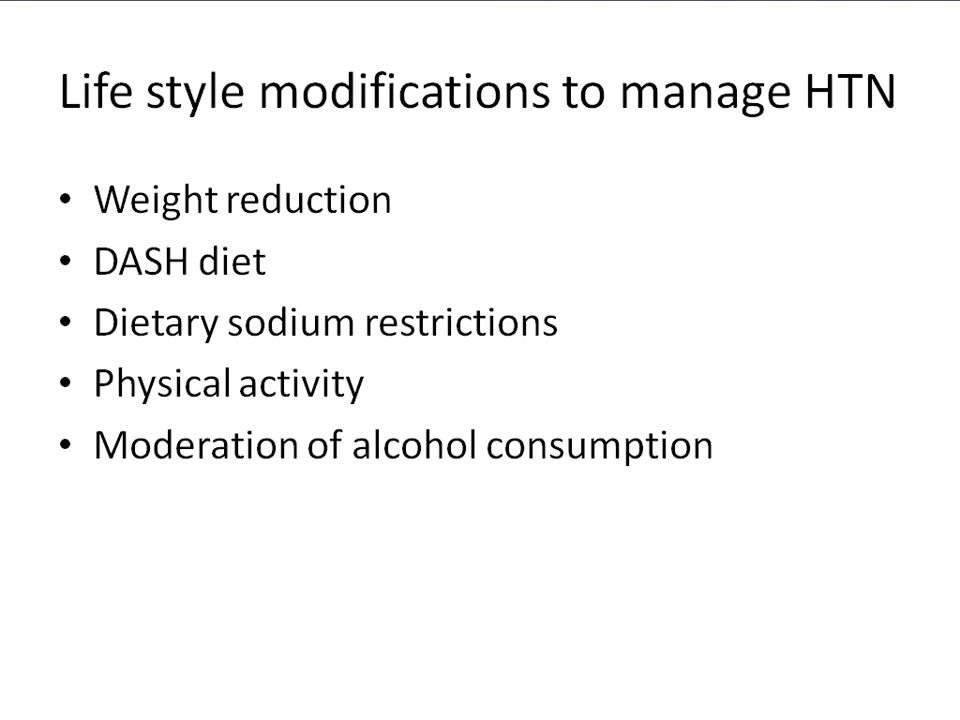 Life style modifications to manage HTN
• Weight reduction
• DASH diet
• Dietary sodium restrictions
• Physical activity
• Moderation of alcohol consumption